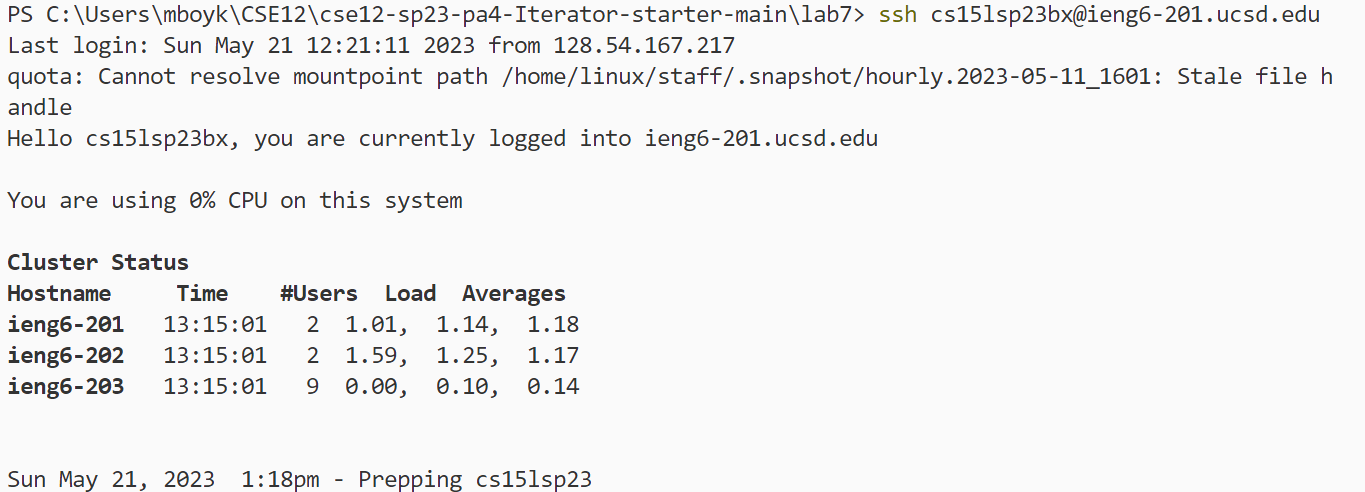 PS C:\Users\mboyk\CSE12\cse12-sp23-pa4-Iterator-starter-main\lab7> ssh cs15lsp23bx@ieng6-201.ucsd.edu
Last login: Sun May 21 12:21:11 2023 from 128.54.167.217
quota: Cannot resolve mountpoint path /home/linux/staff/.snapshot/hourly.2023-05-11_1601: Stale file h
andle
Hello cs15lsp23bx, you are currently logged into ieng6-201.ucsd.edu
You are using 0% CPU on this system
Cluster Status
Hostname     Time    #Users  Load  Averages
ieng6-201   13:15:01   2  1.01,  1.14,  1.18
ieng6-202   13:15:01   2  1.59,  1.25,  1.17
ieng6-203   13:15:01   9  0.00,  0.10,  0.14
Sun May 21, 2023  1:18pm - Prepping cs15lsp23